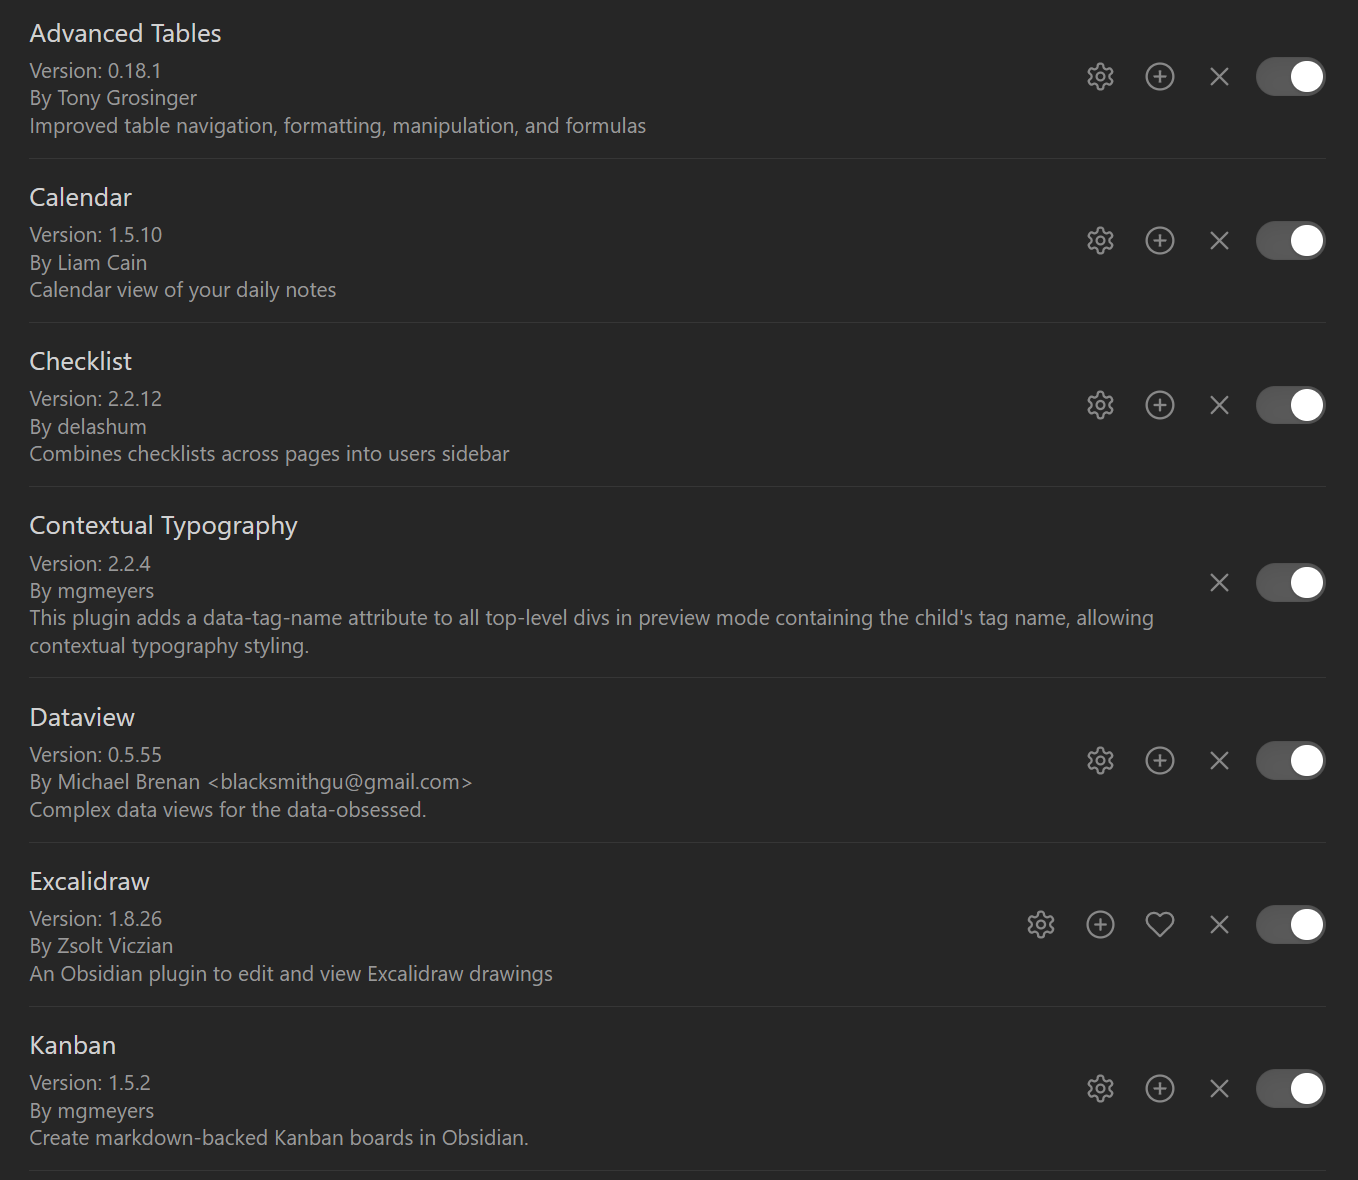 Advanced Tables
Version: 0.18.1
By Tony Grosinger
Improved table navigation, formatting, manipulation, and formulas
Calendar
Version: 1.5.10
By Liam Cain
Calendar view of your daily notes
Checklist
Version: 2.2.12
By delashum
Combines checklists across pages into users sidebar
Contextual Typography
Version: 2.2.4
By mgmeyers
This plugin adds a data-tag-name attribute to all top-level divs in preview mode containing the child's tag name, allowing
contextual typography styling.
Dataview
Version: 0.5.55
By Michael Brenan <blacksmithgu@gmail.com>
Complex data views for the data-obsessed.
Excalidraw
Version: 1.8.26
By Zsolt Viczian
An Obsidian plugin to edit and view Excalidraw drawings
Kanban
Version: 1.5.2
By mgmeyers
Create markdown-backed Kanban boards in Obsidian.